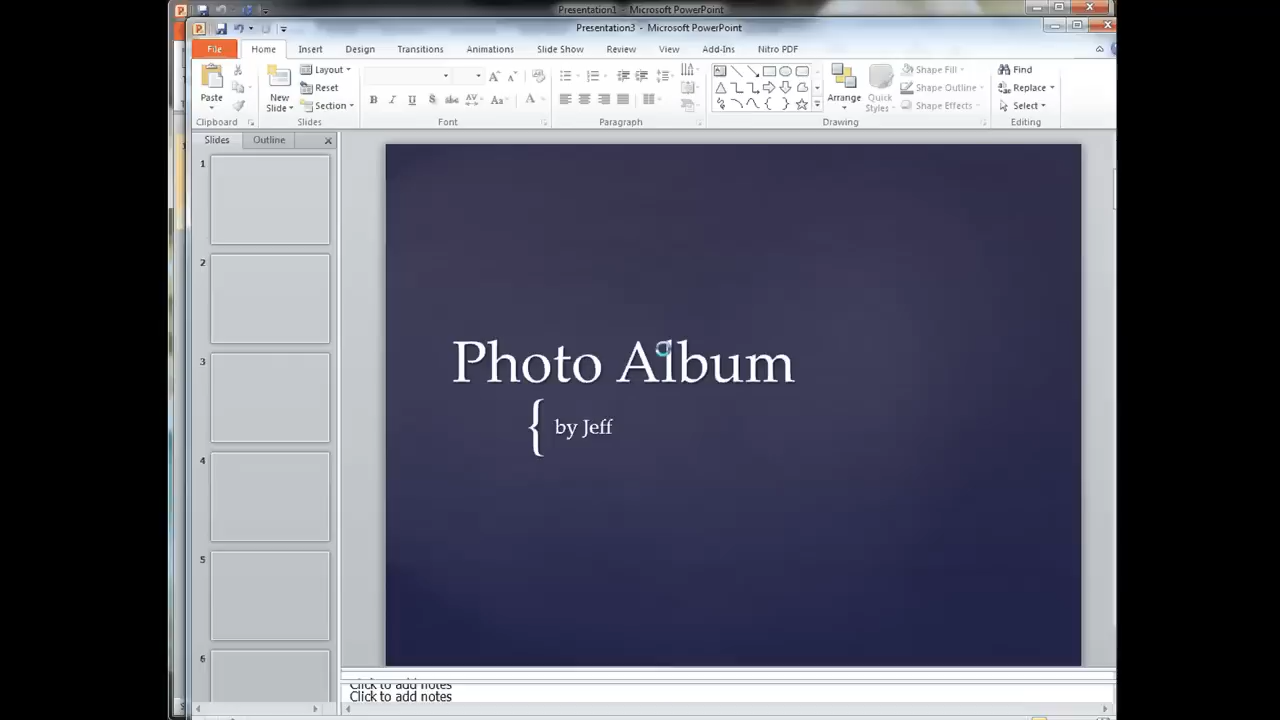 Presentation1 - Microsoft PowerPoint
Presentation3 - Microsoft PowerPoint
File Home Insert Design Transitions Animations Slide Show Review View Add-Ins Nitro PDF
Paste
New Slide
Layout
Reset
Section
B I U S abc AV Aa A
Arrange
Quick Styles
Shape Fill
Shape Outline
Shape Effects
Find
Replace
Select
Clipboard Slides Font Paragraph Drawing Editing
Slides Outline
1
2
3
4
5
6
Photo Album
{ by Jeff
Click to add notes
Click to add notes